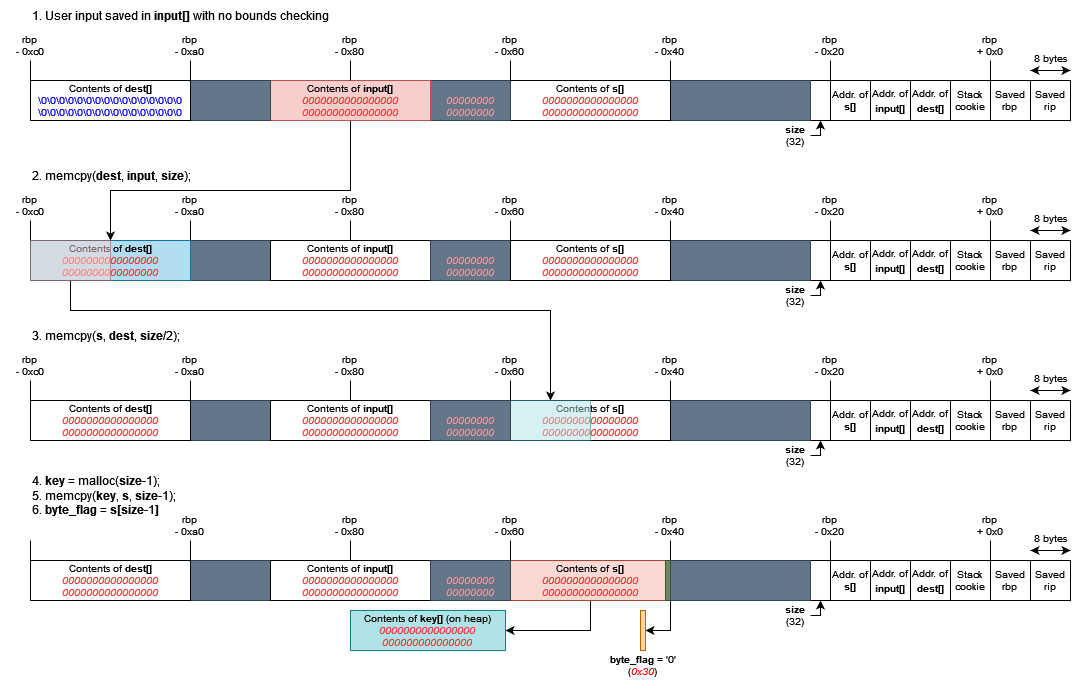 1. User input saved in input[] with no bounds checking
rbp - 0xc0
rbp - 0xa0
rbp - 0x80
rbp - 0x60
rbp - 0x40
rbp - 0x20
rbp + 0x0
8 bytes
Contents of dest[]
\0\0\0\0\0\0\0\0\0\0\0\0\0\0\0\0
\0\0\0\0\0\0\0\0\0\0\0\0\0\0\0\0
Contents of input[]
0000000000000000
0000000000000000
00000000
00000000
Contents of s[]
0000000000000000
0000000000000000
Addr. of s[]
Addr. of input[]
Addr. of dest[]
Stack cookie
Saved rbp
Saved rip
size
(32)
2. memcpy(dest, input, size);
rbp - 0xc0
rbp - 0xa0
rbp - 0x80
rbp - 0x60
rbp - 0x40
rbp - 0x20
rbp + 0x0
8 bytes
Contents of dest[]
0000000000000000
0000000000000000
Contents of input[]
0000000000000000
0000000000000000
00000000
00000000
Contents of s[]
0000000000000000
0000000000000000
Addr. of s[]
Addr. of input[]
Addr. of dest[]
Stack cookie
Saved rbp
Saved rip
size
(32)
3. memcpy(s, dest, size/2);
rbp - 0xc0
rbp - 0xa0
rbp - 0x80
rbp - 0x60
rbp - 0x40
rbp - 0x20
rbp + 0x0
8 bytes
Contents of dest[]
0000000000000000
0000000000000000
Contents of input[]
0000000000000000
0000000000000000
00000000
00000000
Contents of s[]
0000000000000000
0000000000000000
Addr. of s[]
Addr. of input[]
Addr. of dest[]
Stack cookie
Saved rbp
Saved rip
size
(32)
4. key = malloc(size-1);
5. memcpy(key, s, size-1);
6. byte_flag = s[size-1]
rbp - 0xa0
rbp - 0x80
rbp - 0x60
rbp - 0x40
rbp - 0x20
rbp + 0x0
8 bytes
Contents of dest[]
0000000000000000
0000000000000000
Contents of input[]
0000000000000000
0000000000000000
00000000
00000000
Contents of s[]
0000000000000000
0000000000000000
Addr. of s[]
Addr. of input[]
Addr. of dest[]
Stack cookie
Saved rbp
Saved rip
size
(32)
Contents of key[] (on heap)
0000000000000000
000000000000000
byte_flag = '0'
(0x30)